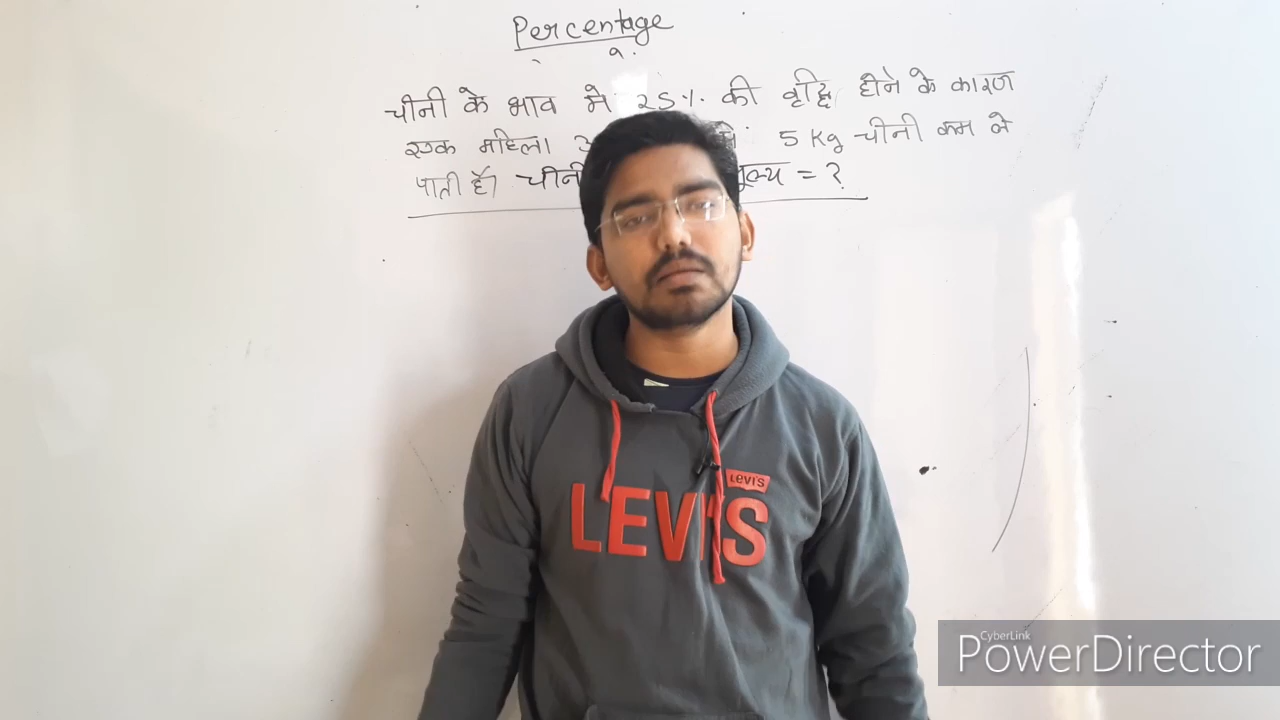 Percentage
चीनी के भाव मे 25% की वृद्धि होने के कारण
एक महिला 5 Kg चीनी कम ले
पाती है। चीनी मूल्य = ?
LEVI'S
LEVI'S
CyberLink
PowerDirector